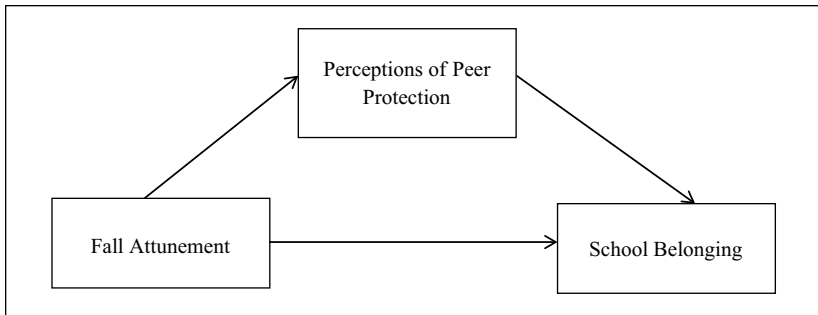 Perceptions of Peer
Protection
Fall Attunement
School Belonging